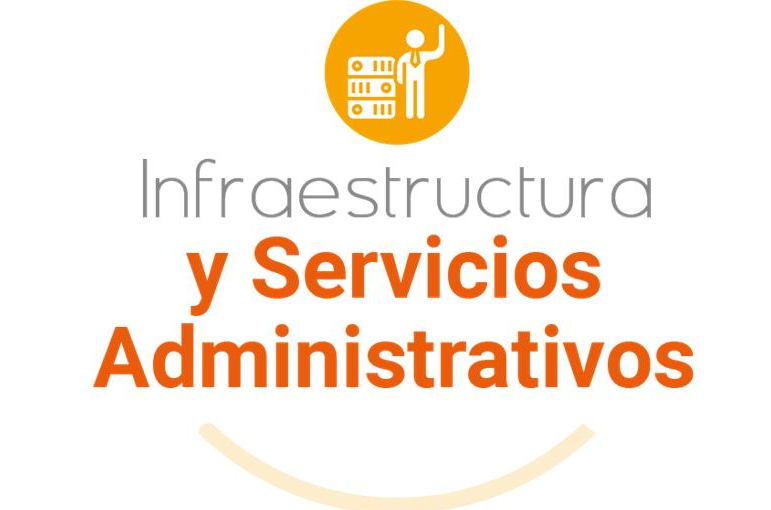 Infraestructura
y Servicios
Administrativos